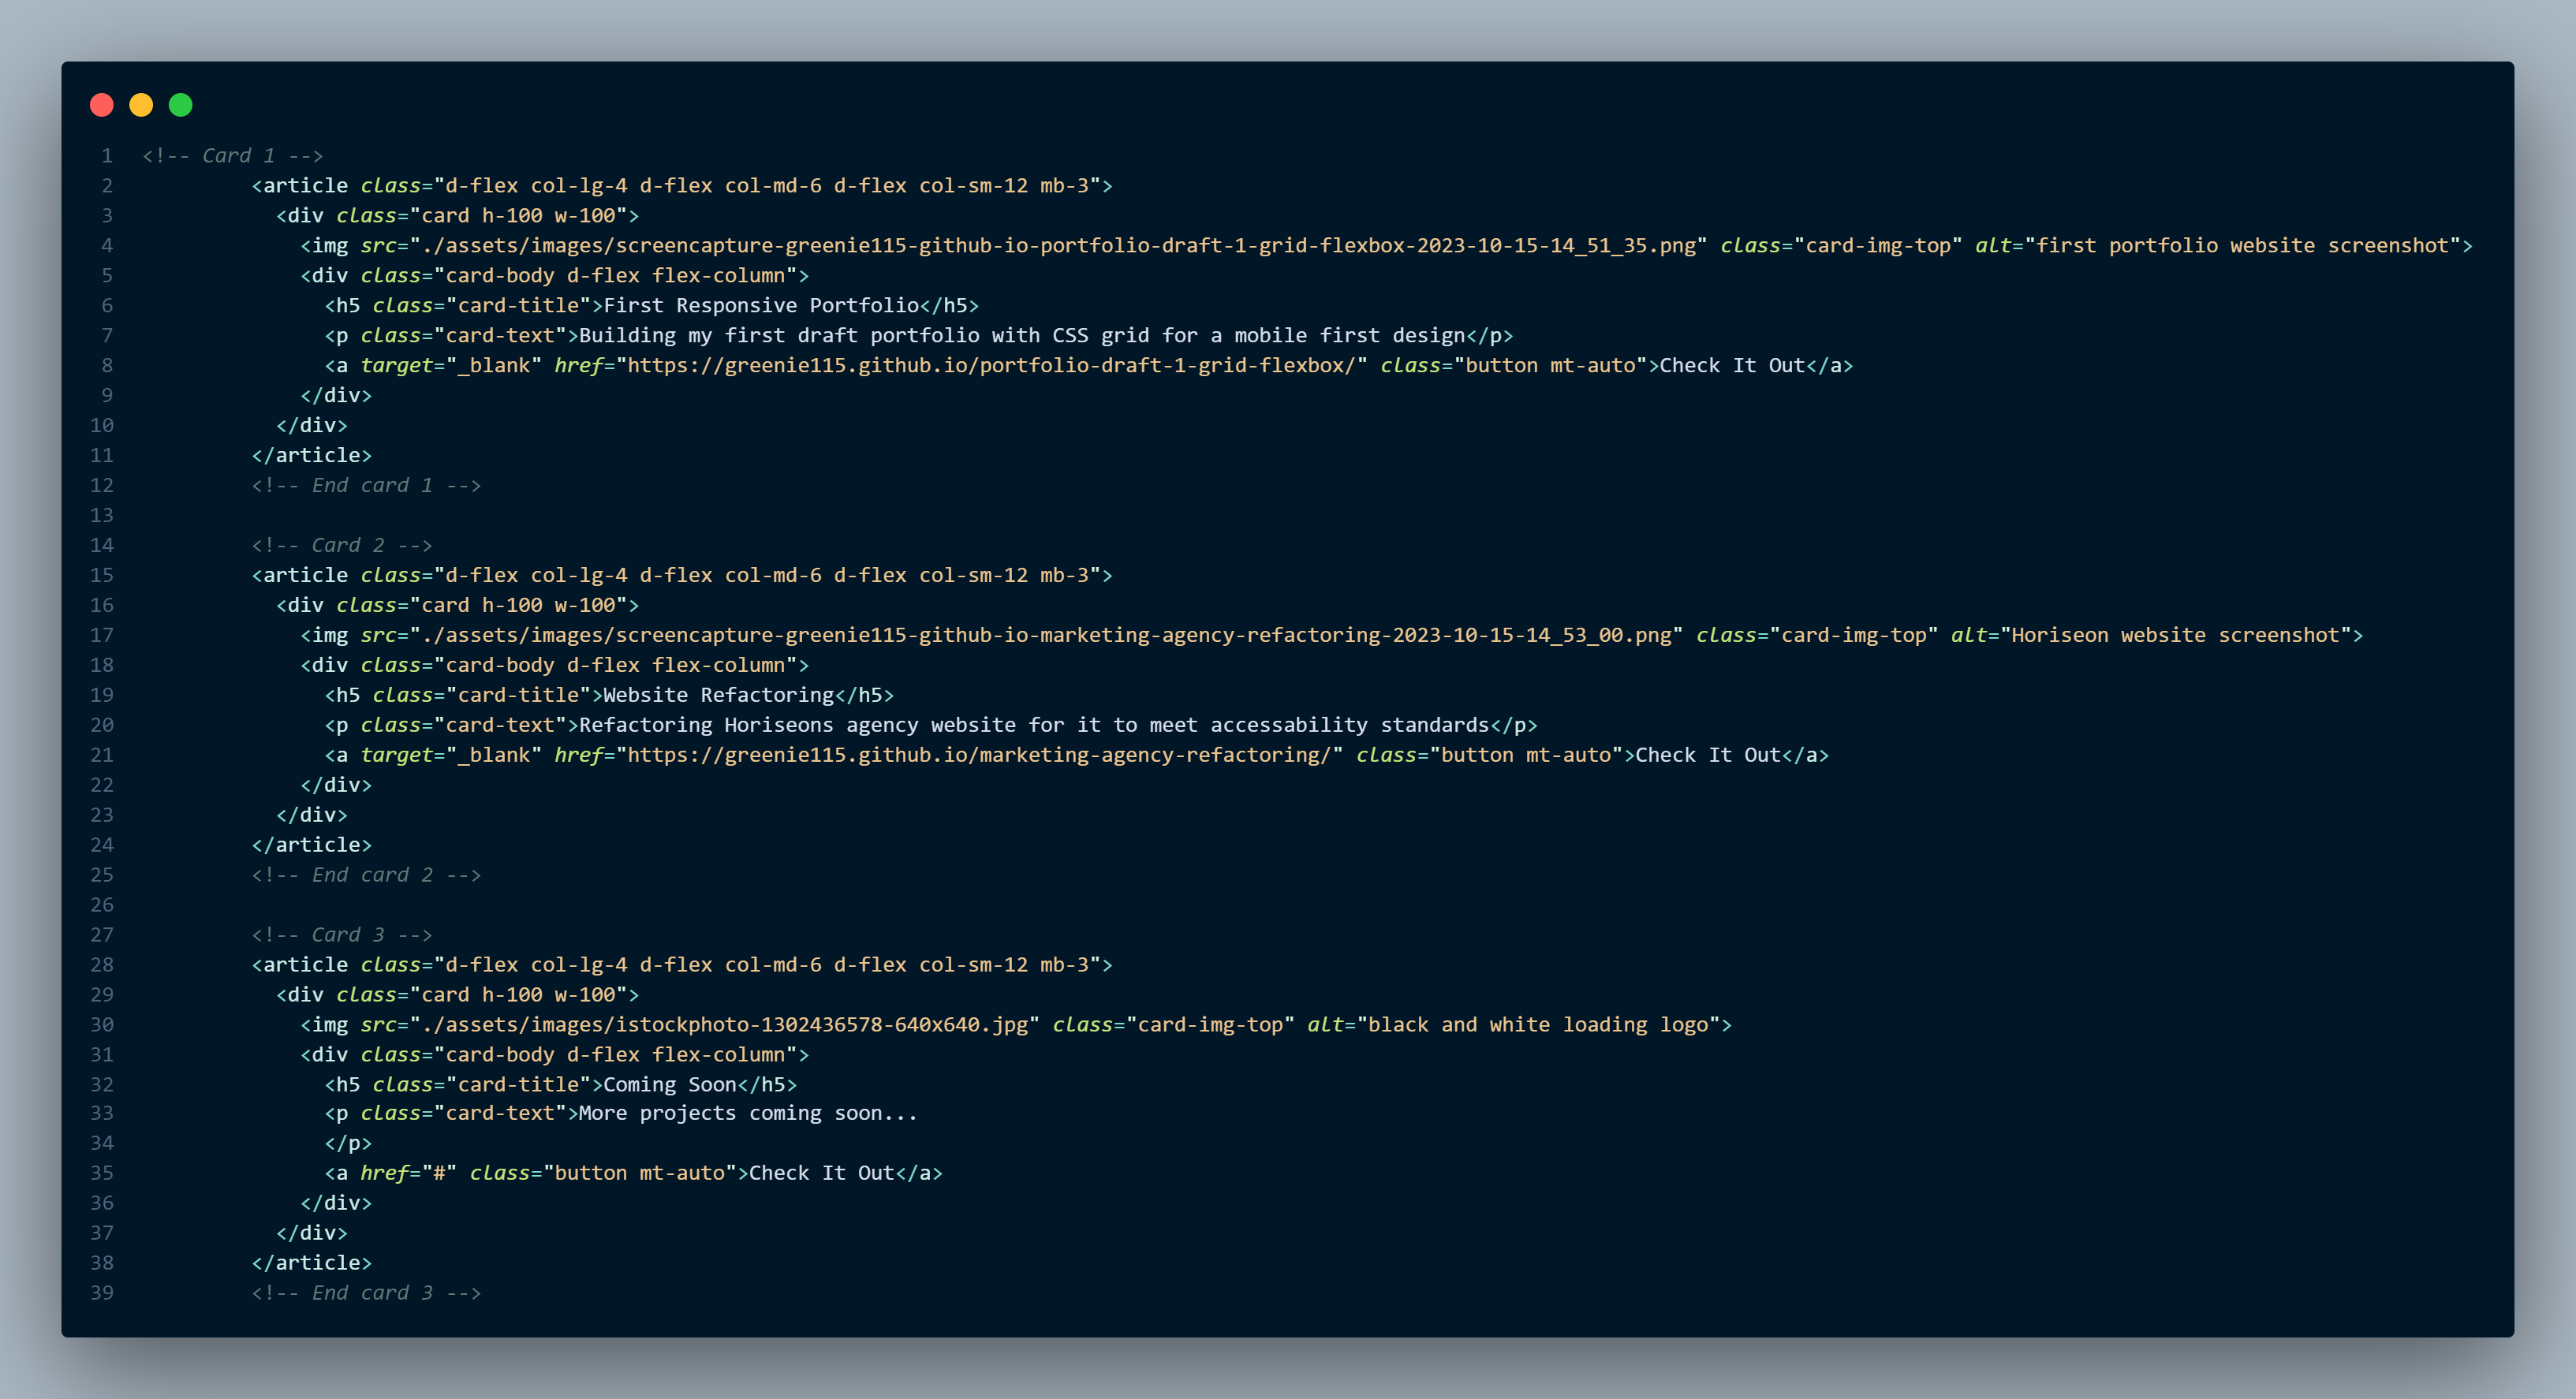 1 <!-- Card 1 -->
2 <article class="d-flex col-lg-4 d-flex col-md-6 d-flex col-sm-12 mb-3">
3 <div class="card h-100 w-100">
4 <img src="./assets/images/screencapture-greenie115-github-io-portfolio-draft-1-grid-flexbox-2023-10-15-14_51_35.png" class="card-img-top" alt="first portfolio website screenshot">
5 <div class="card-body d-flex flex-column">
6 <h5 class="card-title">First Responsive Portfolio</h5>
7 <p class="card-text">Building my first draft portfolio with CSS grid for a mobile first design</p>
8 <a target="_blank" href="https://greenie115.github.io/portfolio-draft-1-grid-flexbox/" class="button mt-auto">Check It Out</a>
9 </div>
10 </div>
11 </article>
12 <!-- End card 1 -->
13
14 <!-- Card 2 -->
15 <article class="d-flex col-lg-4 d-flex col-md-6 d-flex col-sm-12 mb-3">
16 <div class="card h-100 w-100">
17 <img src="./assets/images/screencapture-greenie115-github-io-marketing-agency-refactoring-2023-10-15-14_53_00.png" class="card-img-top" alt="Horiseon website screenshot">
18 <div class="card-body d-flex flex-column">
19 <h5 class="card-title">Website Refactoring</h5>
20 <p class="card-text">Refactoring Horiseons agency website for it to meet accessability standards</p>
21 <a target="_blank" href="https://greenie115.github.io/marketing-agency-refactoring/" class="button mt-auto">Check It Out</a>
22 </div>
23 </div>
24 </article>
25 <!-- End card 2 -->
26
27 <!-- Card 3 -->
28 <article class="d-flex col-lg-4 d-flex col-md-6 d-flex col-sm-12 mb-3">
29 <div class="card h-100 w-100">
30 <img src="./assets/images/istockphoto-1302436578-640x640.jpg" class="card-img-top" alt="black and white loading logo">
31 <div class="card-body d-flex flex-column">
32 <h5 class="card-title">Coming Soon</h5>
33 <p class="card-text">More projects coming soon...
34 </p>
35 <a href="#" class="button mt-auto">Check It Out</a>
36 </div>
37 </div>
38 </article>
39 <!-- End card 3 -->